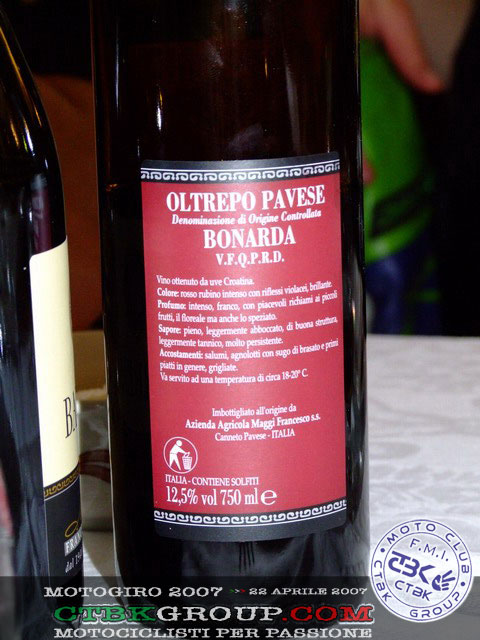 OLTREPO PAVESE
Denominazione di Origine Controllata
BONARDA
V.F.Q.P.R.D.
Vino ottenuto da uve Croatina.
Colore: rosso rubino intenso con riflessi violacei, brillante.
Profumo: intenso, franco, con piacevoli richiami ai piccoli
frutti, il floreale ma anche lo speziato.
Sapore: pieno, leggermente abboccato, di buona struttura,
leggermente tannico, molto persistente.
Accostamenti: salumi, agnolotti con sugo di brasato e primi
piatti in genere, grigliate.
Va servito ad una temperatura di circa 18-20° C.
Imbottigliato all'origine da
Azienda Agricola Maggi Francesco s.s.
Canneto Pavese - ITALIA
ITALIA - CONTIENE SOLFITI
12,5% vol 750 ml e
MOTO CLUB
F.M.I.
CTBK
CTBK
CTBK GROUP
MOTOGIRO 2007 >>> 22 APRILE 2007
CTBKGROUP.COM
MOTOCICLISTI PER PASSIONE